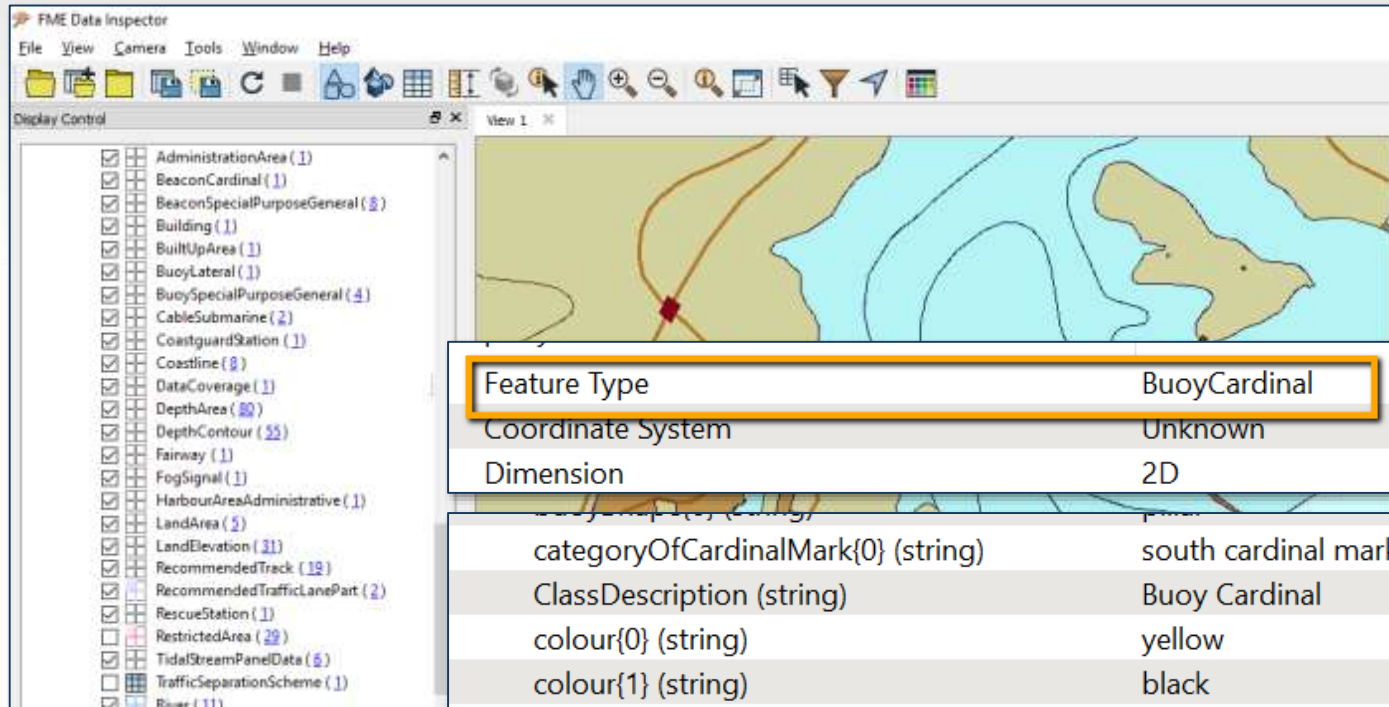 FME Data Inspector
File View Camera Tools Window Help
Display Control
View 1
AdministrationArea (1)
BeaconCardinal (1)
BeaconSpecialPurposeGeneral (8)
Building (1)
BuiltUpArea (1)
BuoyLateral (1)
BuoySpecialPurposeGeneral (4)
CableSubmarine (2)
CoastguardStation (1)
Coastline (8)
DataCoverage (1)
DepthArea (80)
DepthContour (55)
Fairway (1)
FogSignal (1)
HarbourAreaAdministrative (1)
LandArea (5)
LandElevation (31)
RecommendedTrack (19)
RecommendedTrafficLanePart (2)
RescueStation (1)
RestrictedArea (29)
TidalStreamPanelData (6)
TrafficSeparationScheme (1)
River (11)
Feature Type BuoyCardinal
Coordinate System Unknown
Dimension 2D
categoryOfCardinalMark{0} (string) south cardinal mark
ClassDescription (string) Buoy Cardinal
colour{0} (string) yellow
colour{1} (string) black